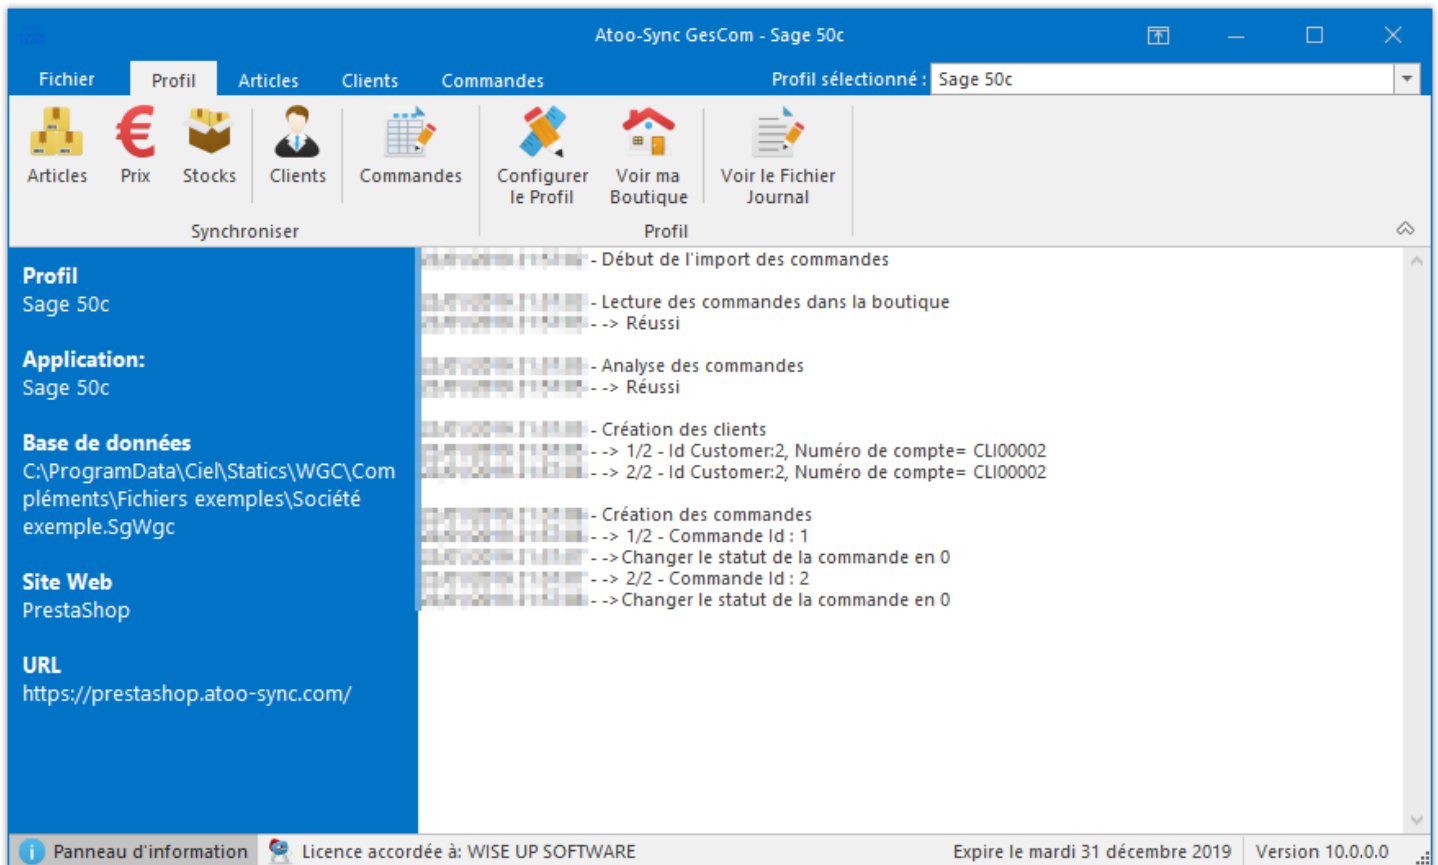 Atoo-Sync GesCom - Sage 50c
Fichier Profil Articles Clients Commandes Profil sélectionné : Sage 50c
Articles Prix Stocks Clients Commandes Configurer le Profil Voir ma Boutique Voir le Fichier Journal
Synchroniser Profil
Profil
Sage 50c
Application:
Sage 50c
Base de données
C:\ProgramData\Ciel\Statics\WGC\Com
pléments\Fichiers exemples\Société
exemple.SgWgc
Site Web
PrestaShop
URL
https://prestashop.atoo-sync.com/
- Début de l'import des commandes
- Lecture des commandes dans la boutique
- --> Réussi
- Analyse des commandes
- --> Réussi
- Création des clients
- --> 1/2 - Id Customer:2, Numéro de compte= CLI00002
- --> 2/2 - Id Customer:2, Numéro de compte= CLI00002
- Création des commandes
- --> 1/2 - Commande Id : 1
- -->Changer le statut de la commande en 0
- --> 2/2 - Commande Id : 2
- -->Changer le statut de la commande en 0
Panneau d'information Licence accordée à: WISE UP SOFTWARE Expire le mardi 31 décembre 2019 Version 10.0.0.0